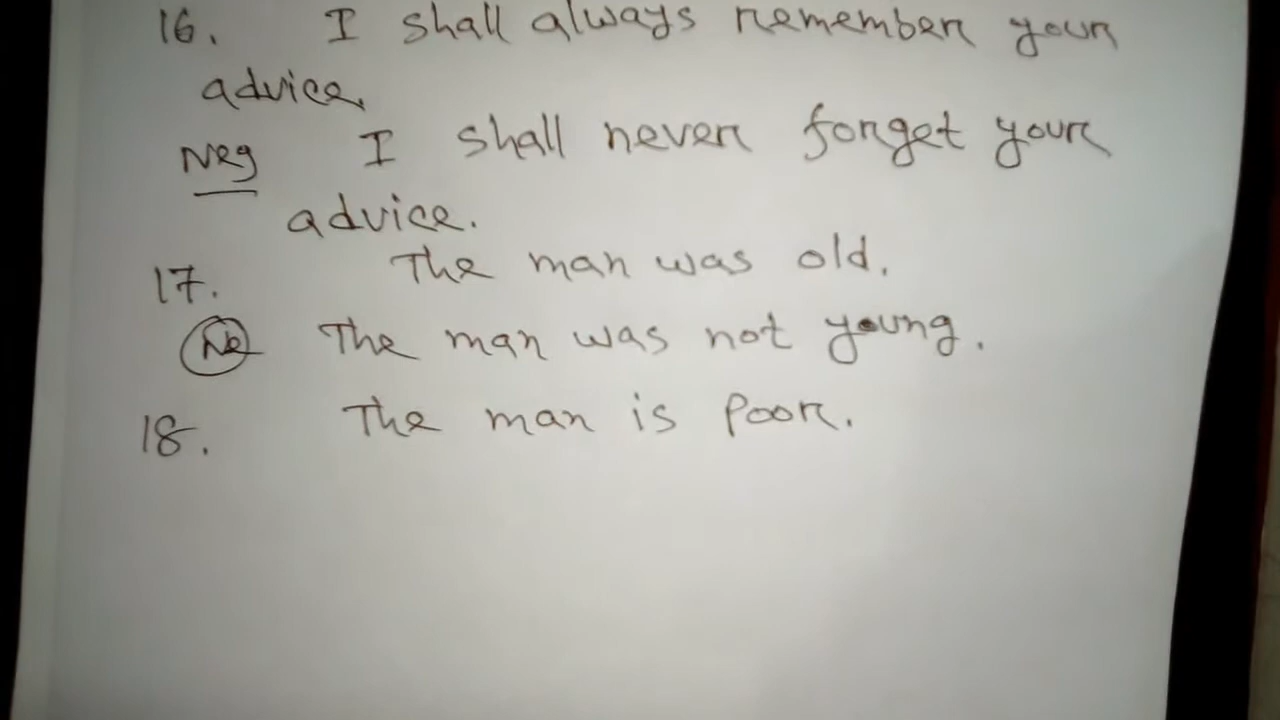 16. I shall always remember your
advice.
Neg I shall never forget your
advice.
17. The man was old.
Ne The man was not young.
18. The man is Poor.